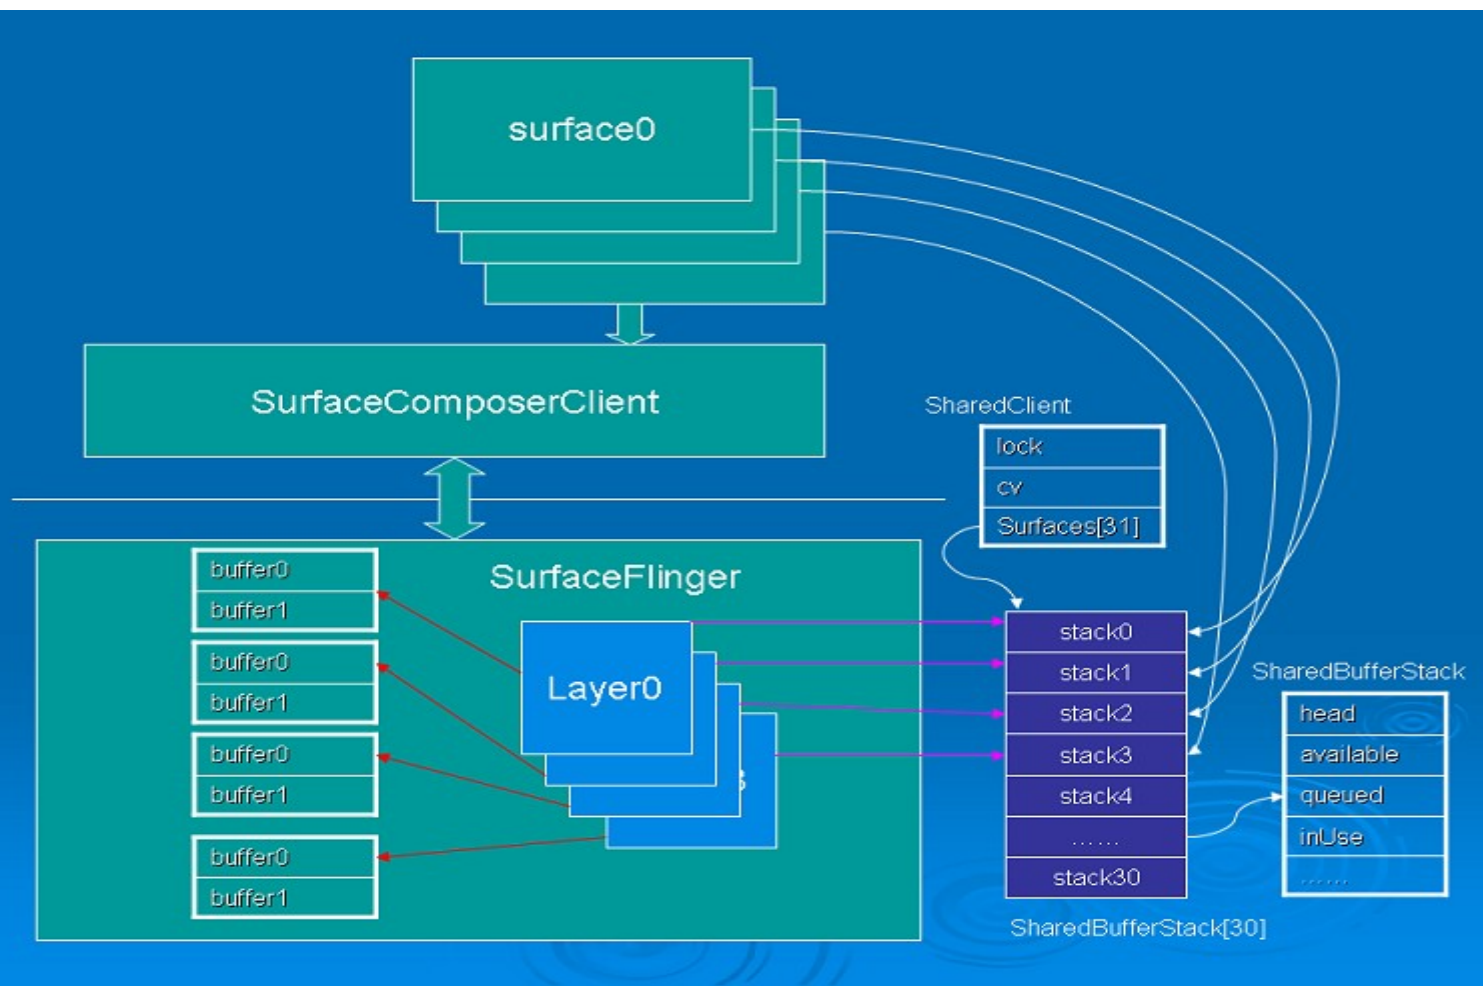 surface0
SurfaceComposerClient
SharedClient
lock
cv
Surfaces[31]
SurfaceFlinger
buffer0
buffer1
buffer0
buffer1
buffer0
buffer1
buffer0
buffer1
Layer0
stack0
stack1
stack2
stack3
stack4
......
stack30
SharedBufferStack[30]
SharedBufferStack
head
available
queued
inUse
......